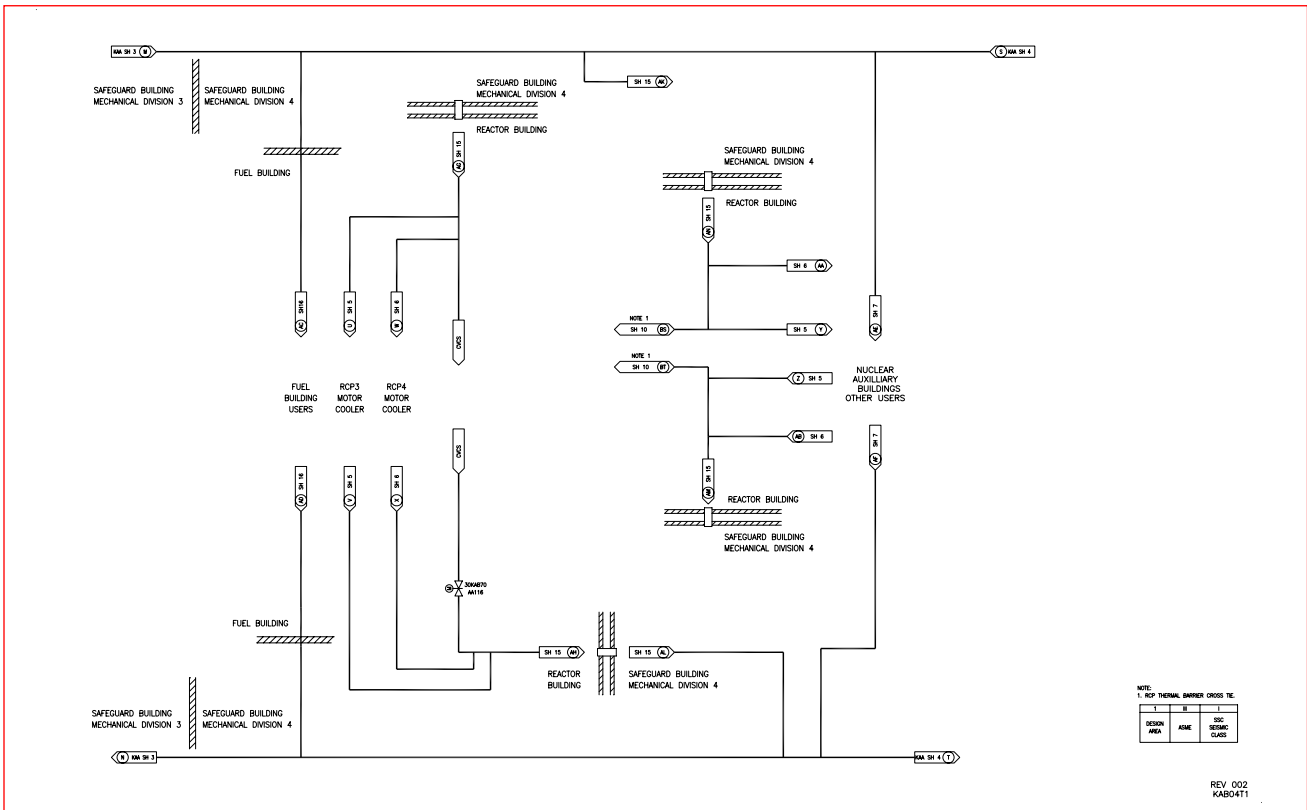 KAA SH 3 M
S KAA SH 4
SAFEGUARD BUILDING
MECHANICAL DIVISION 3
SAFEGUARD BUILDING
MECHANICAL DIVISION 4
SAFEGUARD BUILDING
MECHANICAL DIVISION 4
REACTOR BUILDING
SH 15 AK
FUEL BUILDING
SH 15
AG
SAFEGUARD BUILDING
MECHANICAL DIVISION 4
REACTOR BUILDING
SH 15
AN
SH 6 AA
NOTE 1
SH 10 BS
SH 5 Y
SH16
AC
SH 5
U
SH 6
W
CVCS
SH 7
AE
NOTE 1
SH 10 BT
Z SH 5
FUEL
BUILDING
USERS
RCP3
MOTOR
COOLER
RCP4
MOTOR
COOLER
NUCLEAR
AUXILLIARY
BUILDINGS
OTHER USERS
AB SH 6
SH 16
AD
SH 5
V
SH 6
X
CVCS
SH 15
AM
SH 7
AF
REACTOR BUILDING
SAFEGUARD BUILDING
MECHANICAL DIVISION 4
30KAB70
AA116
FUEL BUILDING
SH 15 AH
SH 15 AL
REACTOR
BUILDING
SAFEGUARD BUILDING
MECHANICAL DIVISION 4
SAFEGUARD BUILDING
MECHANICAL DIVISION 3
SAFEGUARD BUILDING
MECHANICAL DIVISION 4
N KAA SH 3
KAA SH 4 T
NOTE:
1. RCP THERMAL BARRIER CROSS TIE.
1 III I
DESIGN
AREA
ASME
SSC
SEISMIC
CLASS
REV 002
KAB04T1